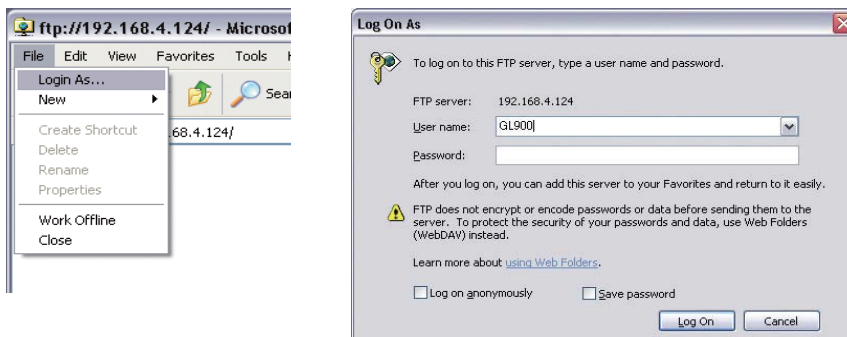 ftp://192.168.4.124/ - Microsof
File Edit View Favorites Tools
Login As...
New
Sea
Create Shortcut
68.4.124/
Delete
Rename
Properties
Work Offline
Close
Log On As
To log on to this FTP server, type a user name and password.
FTP server: 192.168.4.124
User name: GL900
Password:
After you log on, you can add this server to your Favorites and return to it easily.
FTP does not encrypt or encode passwords or data before sending them to the
server. To protect the security of your passwords and data, use Web Folders
(WebDAV) instead.
Learn more about using Web Folders.
Log on anonymously Save password
Log On Cancel